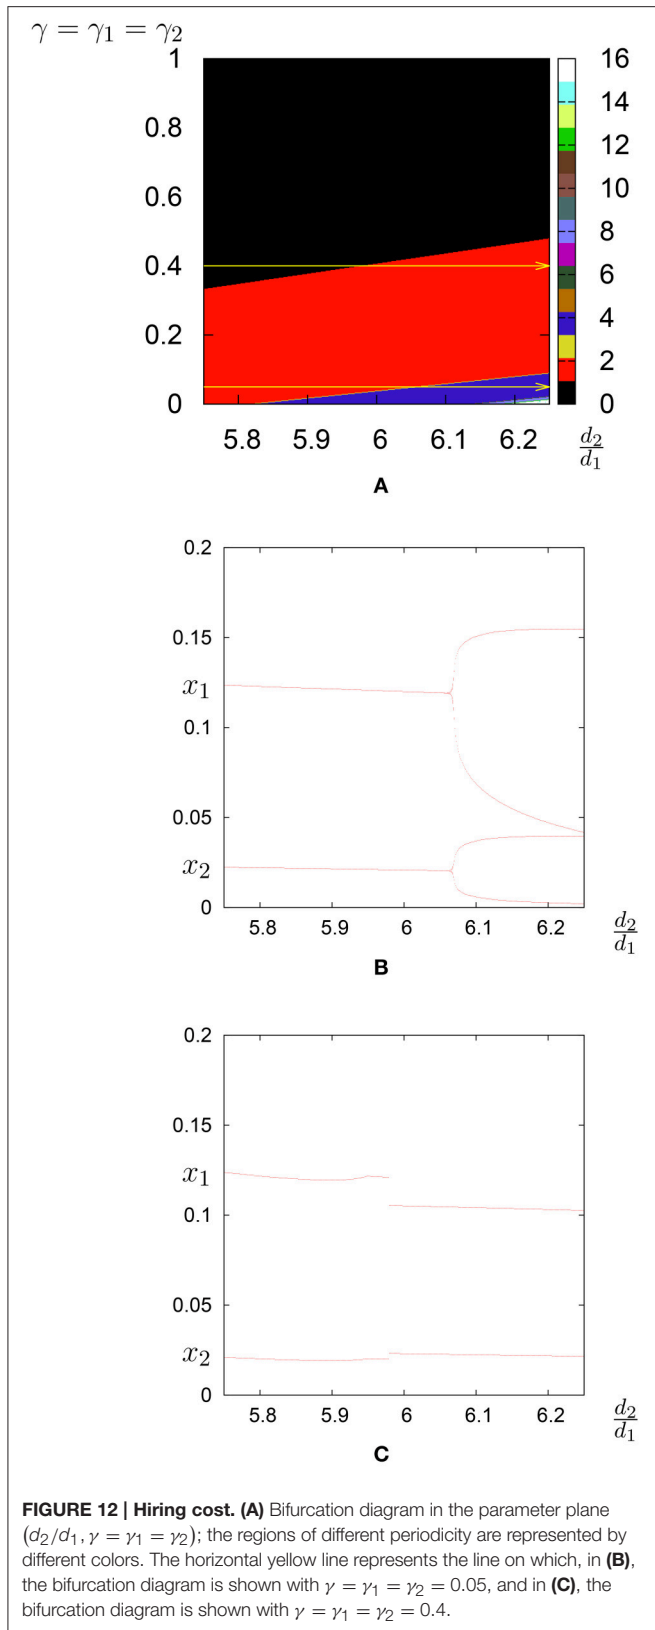 γ = γ₁ = γ₂
1
0.8
0.6
0.4
0.2
0
5.8 5.9 6 6.1 6.2
d₂/d₁
16
14
12
10
8
6
4
2
0
A
0.2
0.15
x₁
0.1
0.05
x₂
0
5.8 5.9 6 6.1 6.2
d₂/d₁
B
0.2
0.15
x₁
0.1
0.05
x₂
0
5.8 5.9 6 6.1 6.2
d₂/d₁
C
FIGURE 12 | Hiring cost. (A) Bifurcation diagram in the parameter plane
(d₂/d₁, γ = γ₁ = γ₂); the regions of different periodicity are represented by
different colors. The horizontal yellow line represents the line on which, in (B),
the bifurcation diagram is shown with γ = γ₁ = γ₂ = 0.05, and in (C), the
bifurcation diagram is shown with γ = γ₁ = γ₂ = 0.4.